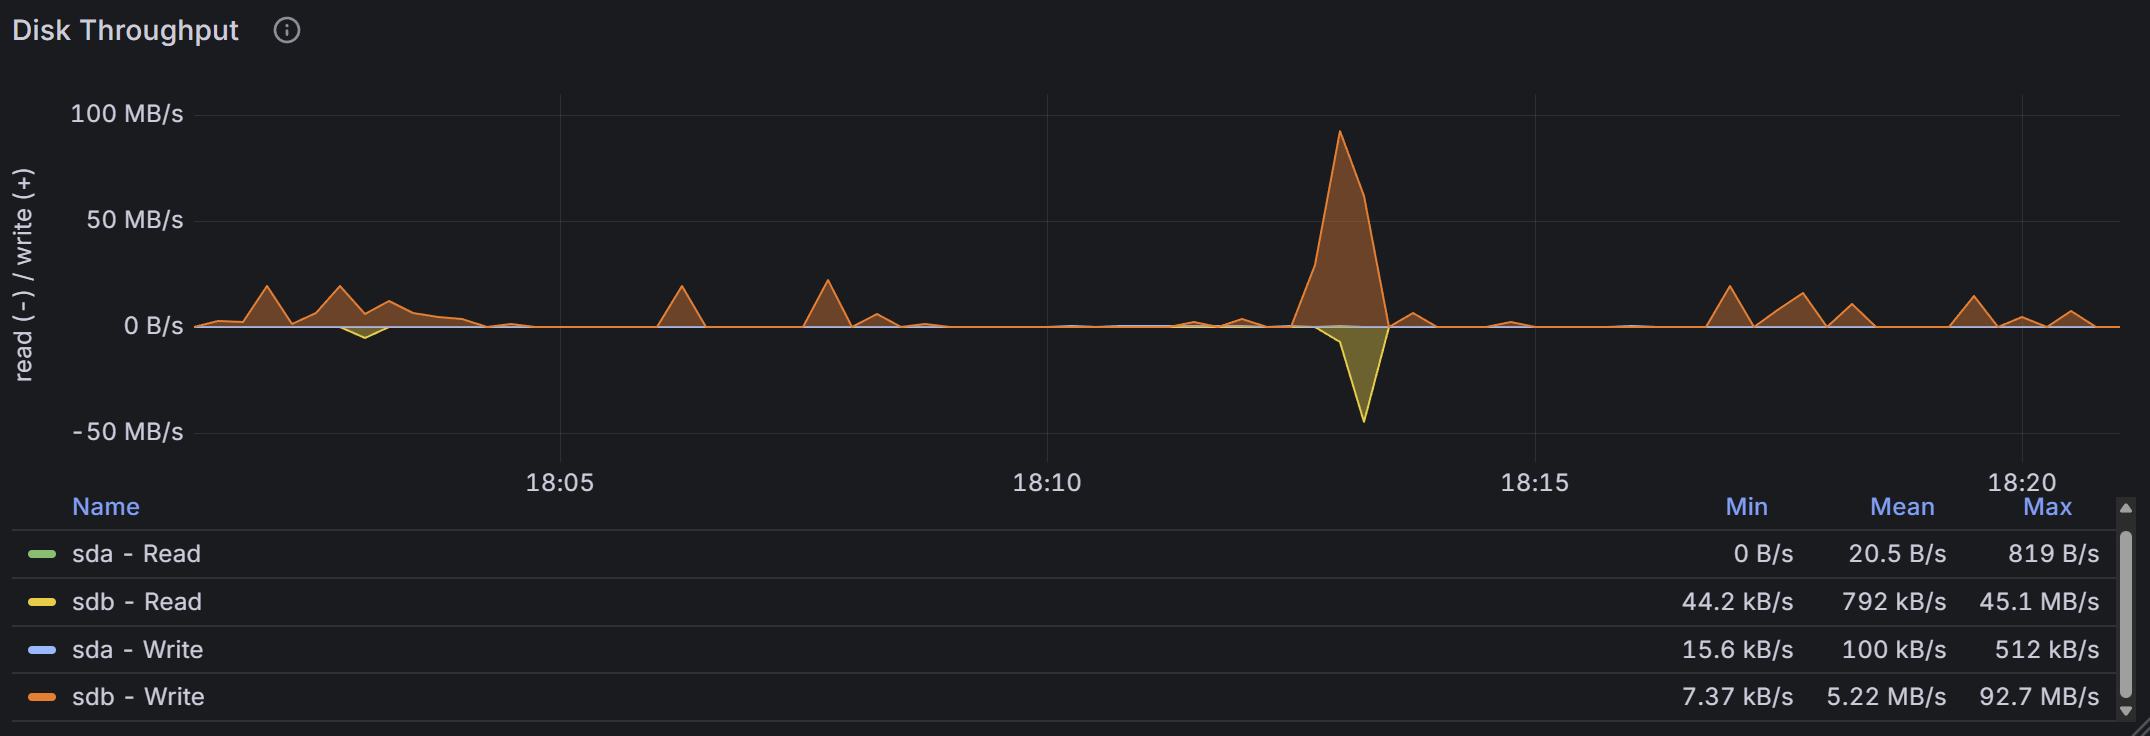 Disk Throughput
read (-) / write (+)
100 MB/s
50 MB/s
0 B/s
-50 MB/s
18:05 18:10 18:15 18:20
Name Min Mean Max
sda - Read 0 B/s 20.5 B/s 819 B/s
sdb - Read 44.2 kB/s 792 kB/s 45.1 MB/s
sda - Write 15.6 kB/s 100 kB/s 512 kB/s
sdb - Write 7.37 kB/s 5.22 MB/s 92.7 MB/s